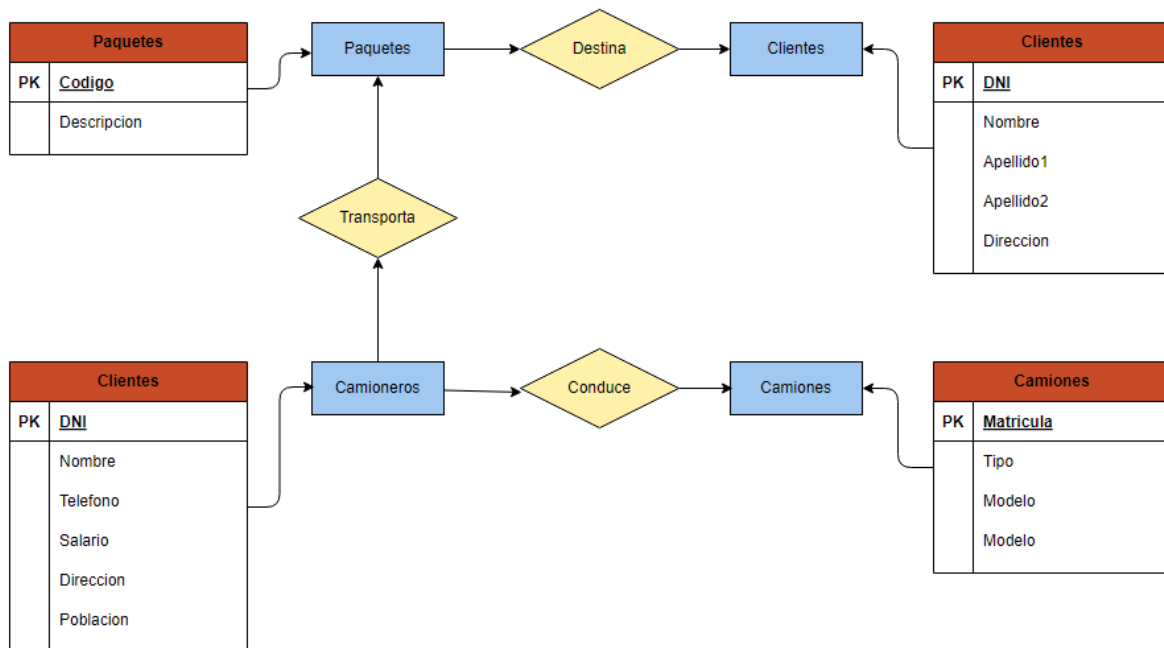 Paquetes
PK Codigo
Descripcion
Paquetes
Destina
Clientes
Clientes
PK DNI
Nombre
Apellido1
Apellido2
Direccion
Transporta
Clientes
PK DNI
Nombre
Telefono
Salario
Direccion
Poblacion
Camioneros
Conduce
Camiones
Camiones
PK Matricula
Tipo
Modelo
Modelo